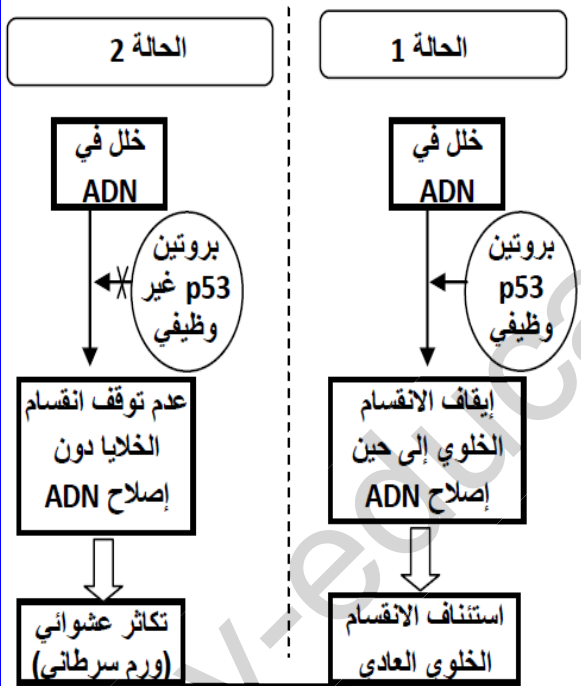 الحالة 1
خلل في
ADN
بروتين
p53
وظيفي
إيقاف الانقسام
الخلوي إلى حين
إصلاح ADN
استئناف الانقسام
الخلوي العادي
الحالة 2
خلل في
ADN
بروتين
p53 غير
وظيفي
عدم توقف انقسام
الخلايا دون
إصلاح ADN
تكاثر عشوائي
(ورم سرطاني)